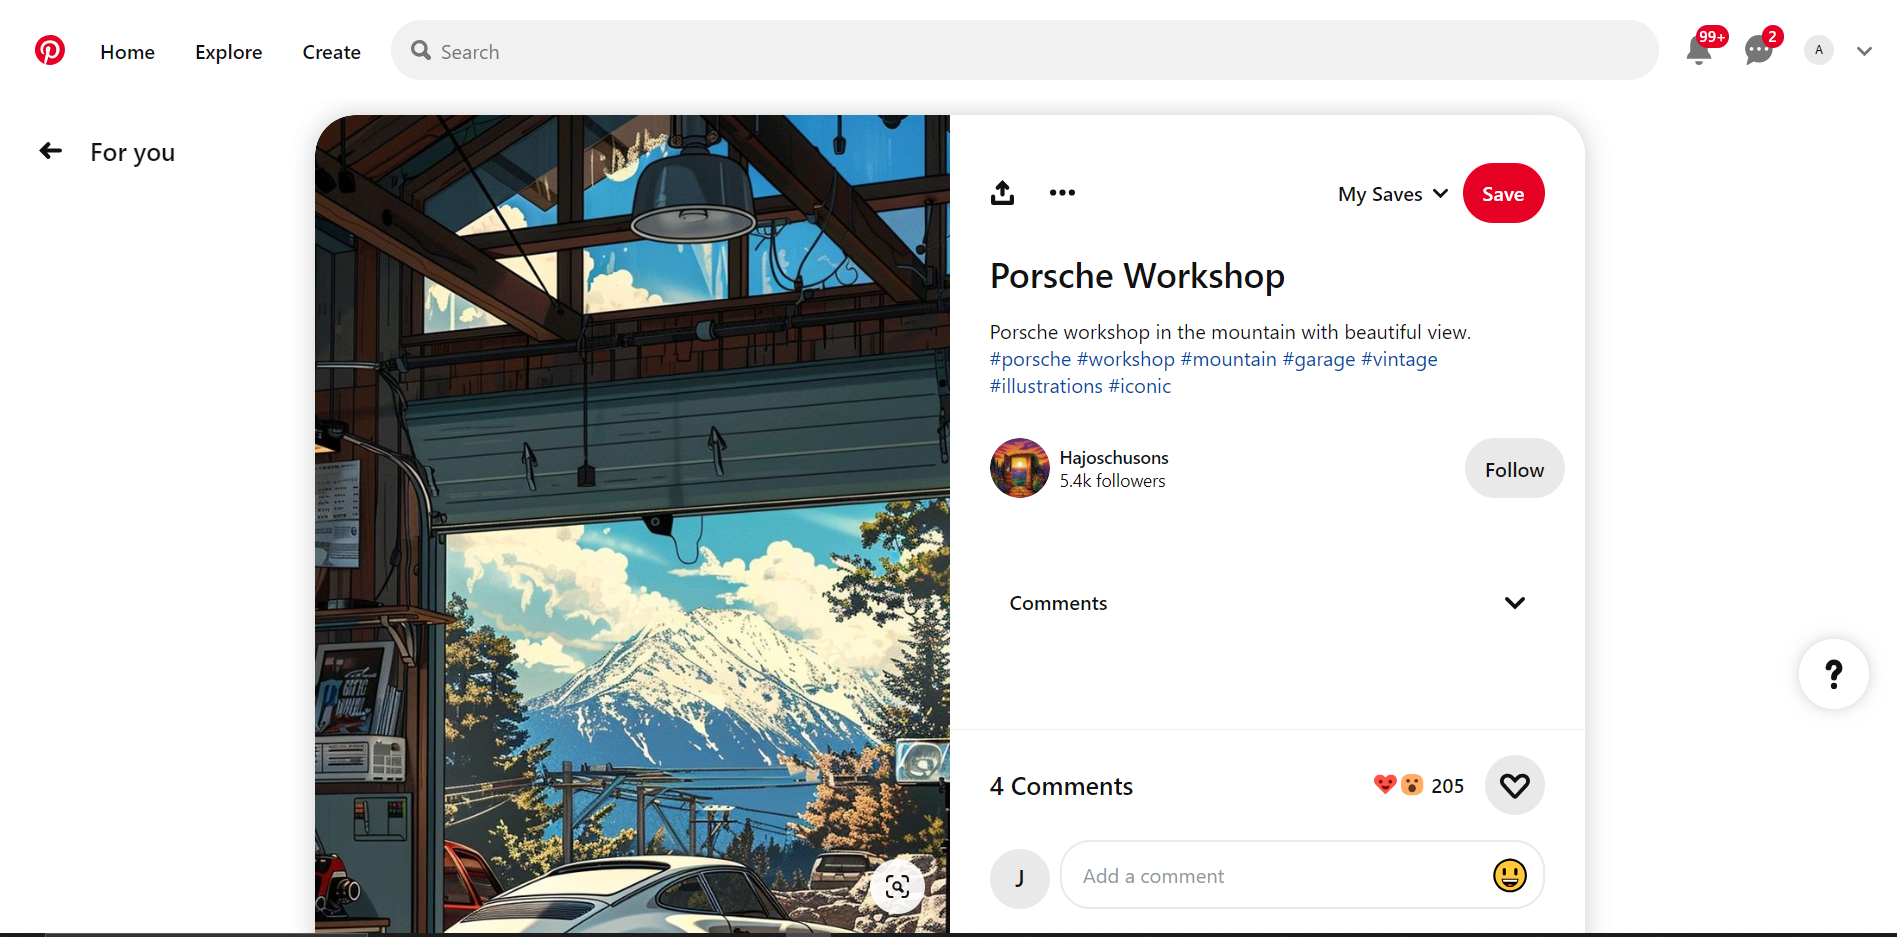 Home
Explore
Create
Search
99+
2
A
For you
My Saves
Save
Porsche Workshop
Porsche workshop in the mountain with beautiful view.
#porsche #workshop #mountain #garage #vintage
#illustrations #iconic
Hajoschusons
5.4k followers
Follow
Comments
?
4 Comments
205
J
Add a comment